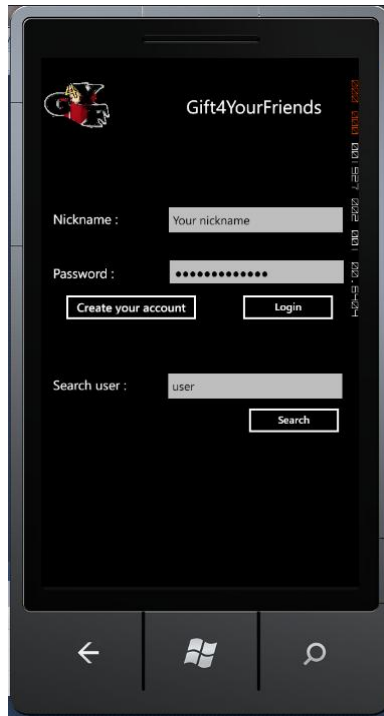 Gift4YourFriends
Nickname :
Your nickname
Password :
•••••••••••••
Create your account
Login
Search user :
user
Search